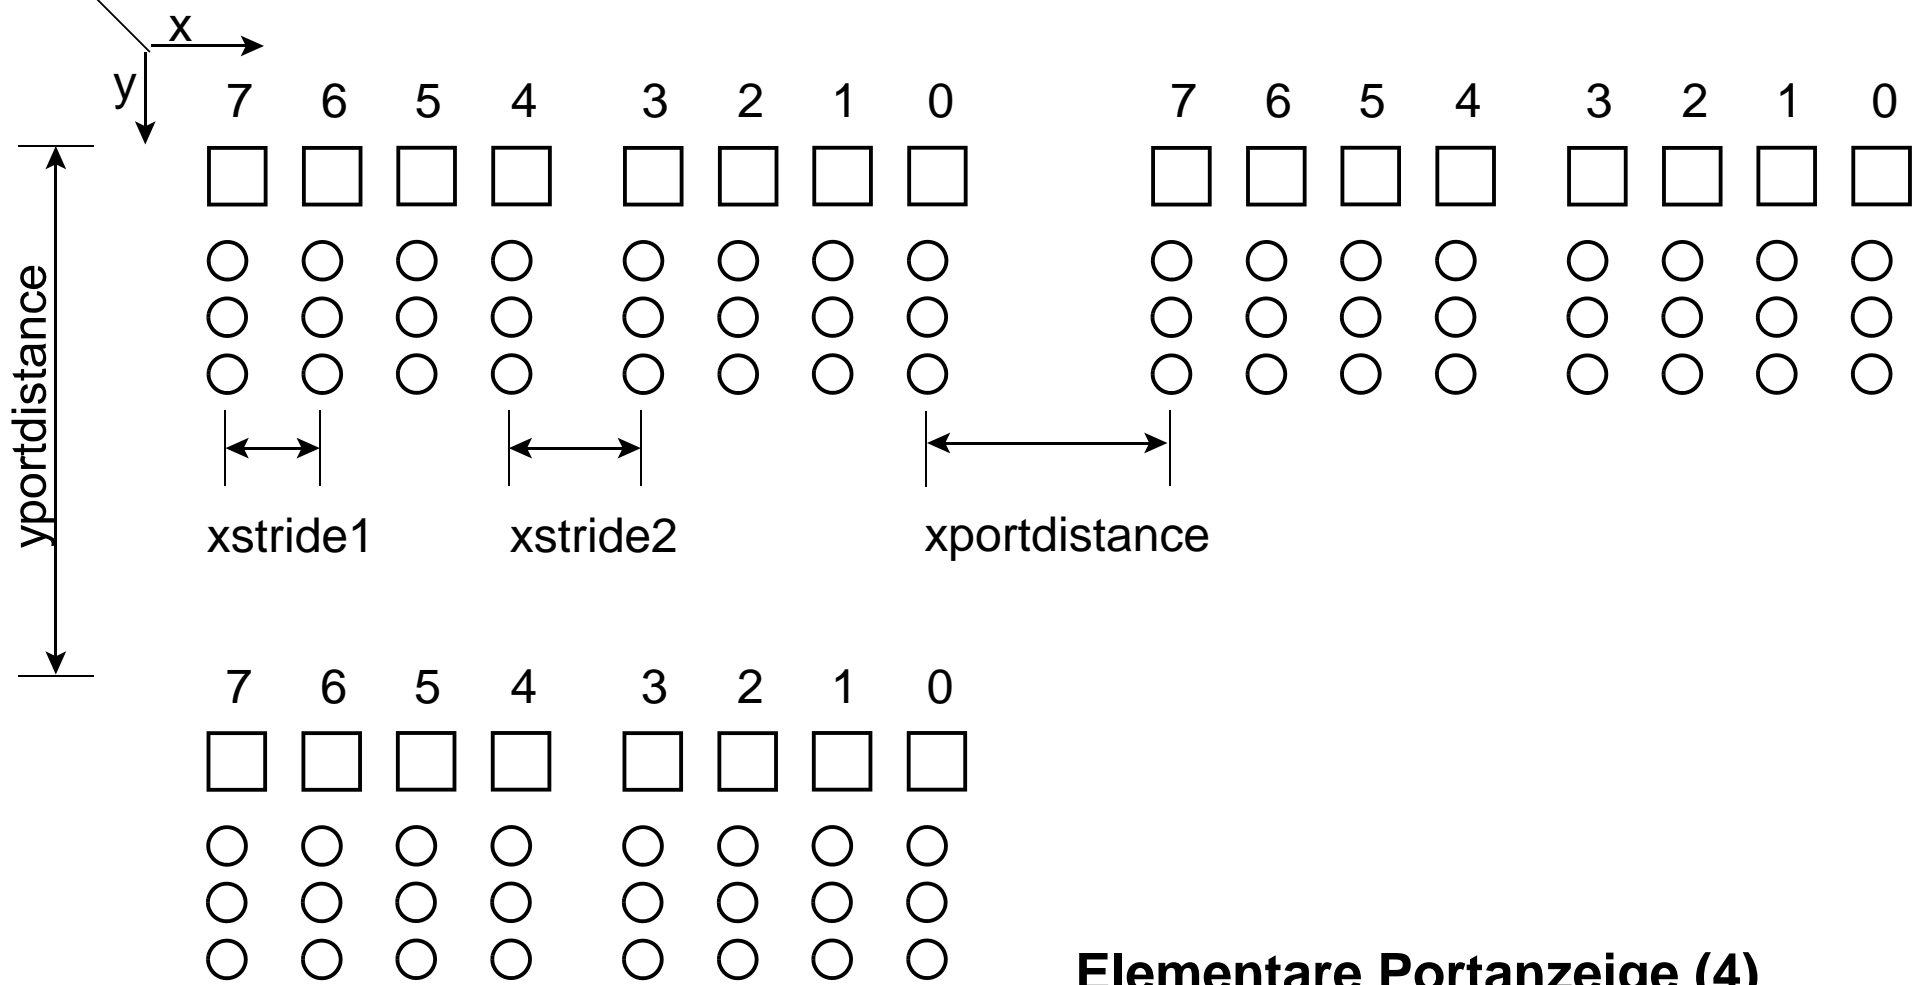 x
y
7 6 5 4 3 2 1 0 7 6 5 4 3 2 1 0
yportdistance
xstride1 xstride2 xportdistance
7 6 5 4 3 2 1 0
Elementare Portanzeige (4)